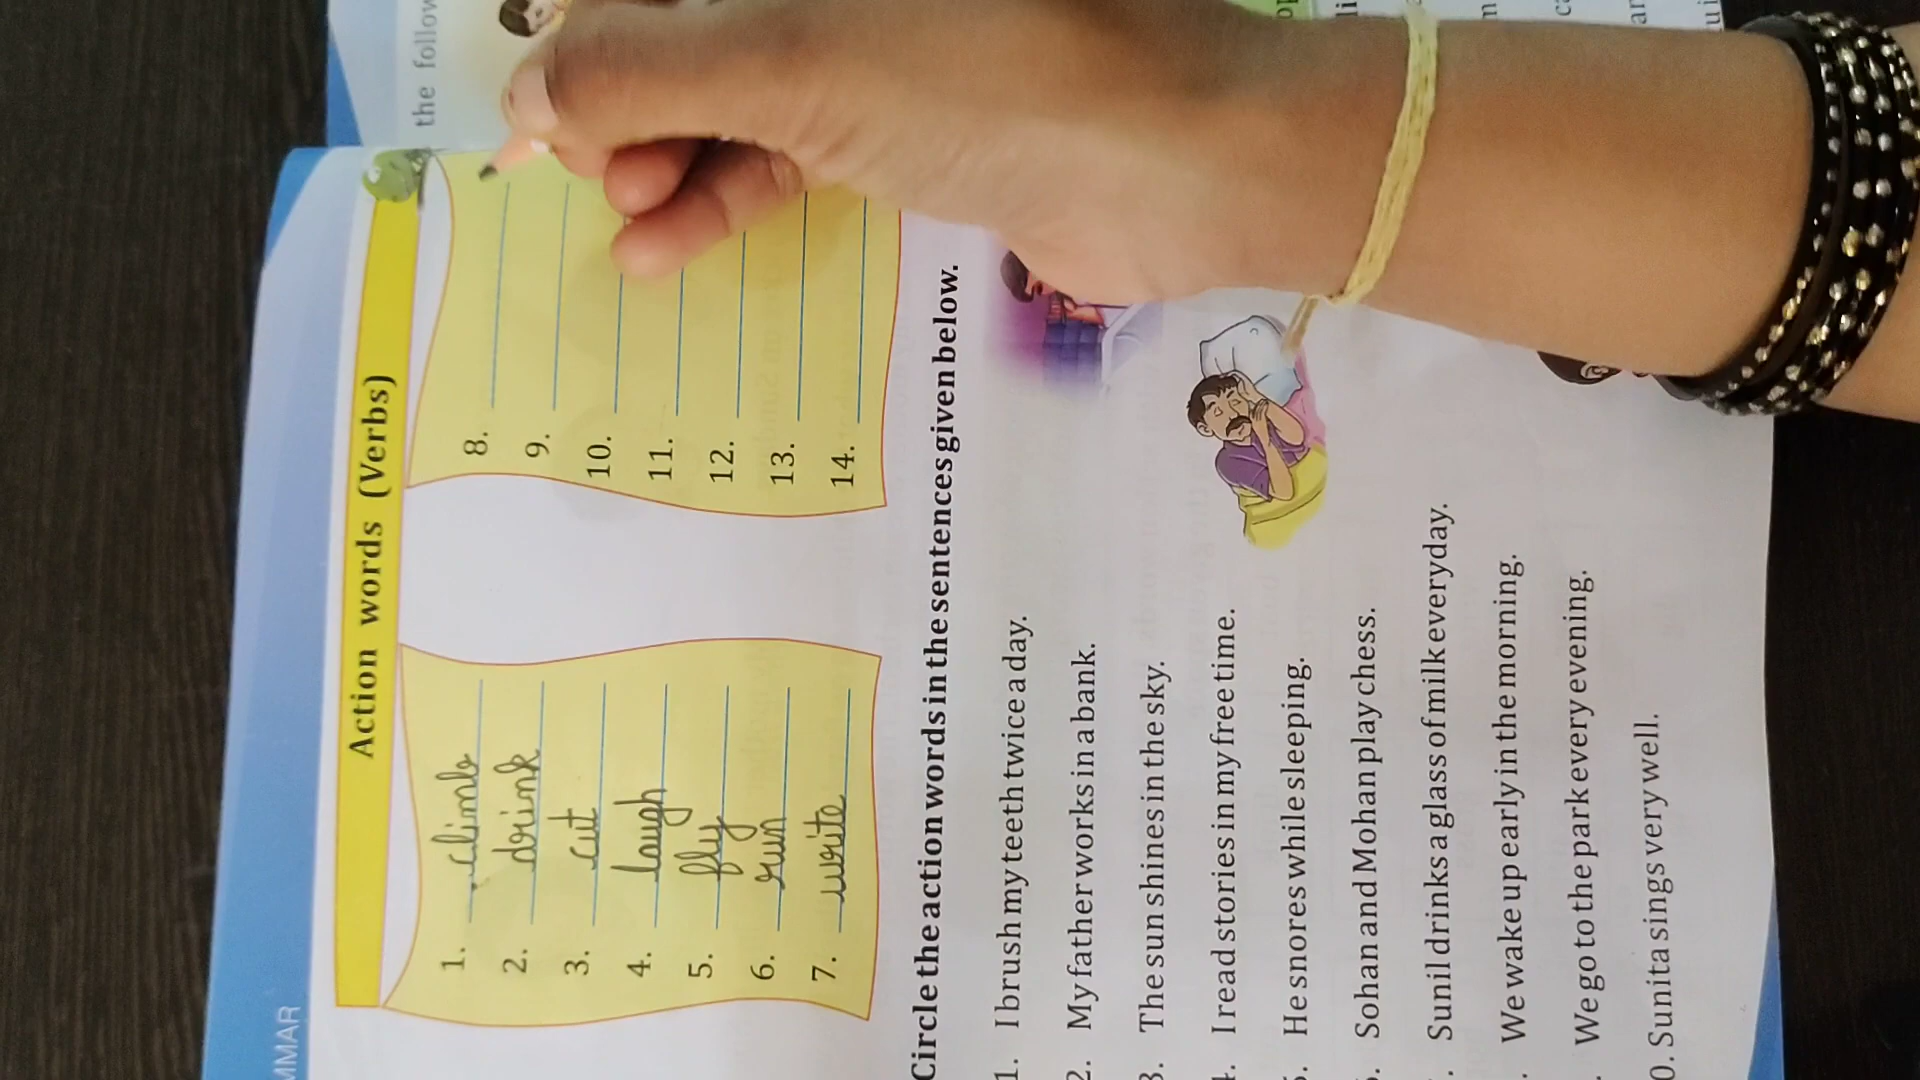 MMAR
the follow
Action words (Verbs)
1. climb
2. drink
3. cut
4. laugh
5. fly
6. run
7. write
8.
9.
10.
11.
12.
13.
14.
Circle the action words in the sentences given below.
1. I brush my teeth twice a day.
2. My father works in a bank.
3. The sun shines in the sky.
4. I read stories in my free time.
5. He snores while sleeping.
. Sohan and Mohan play chess.
. Sunil drinks a glass of milk everyday.
. We wake up early in the morning.
. We go to the park every evening.
0. Sunita sings very well.